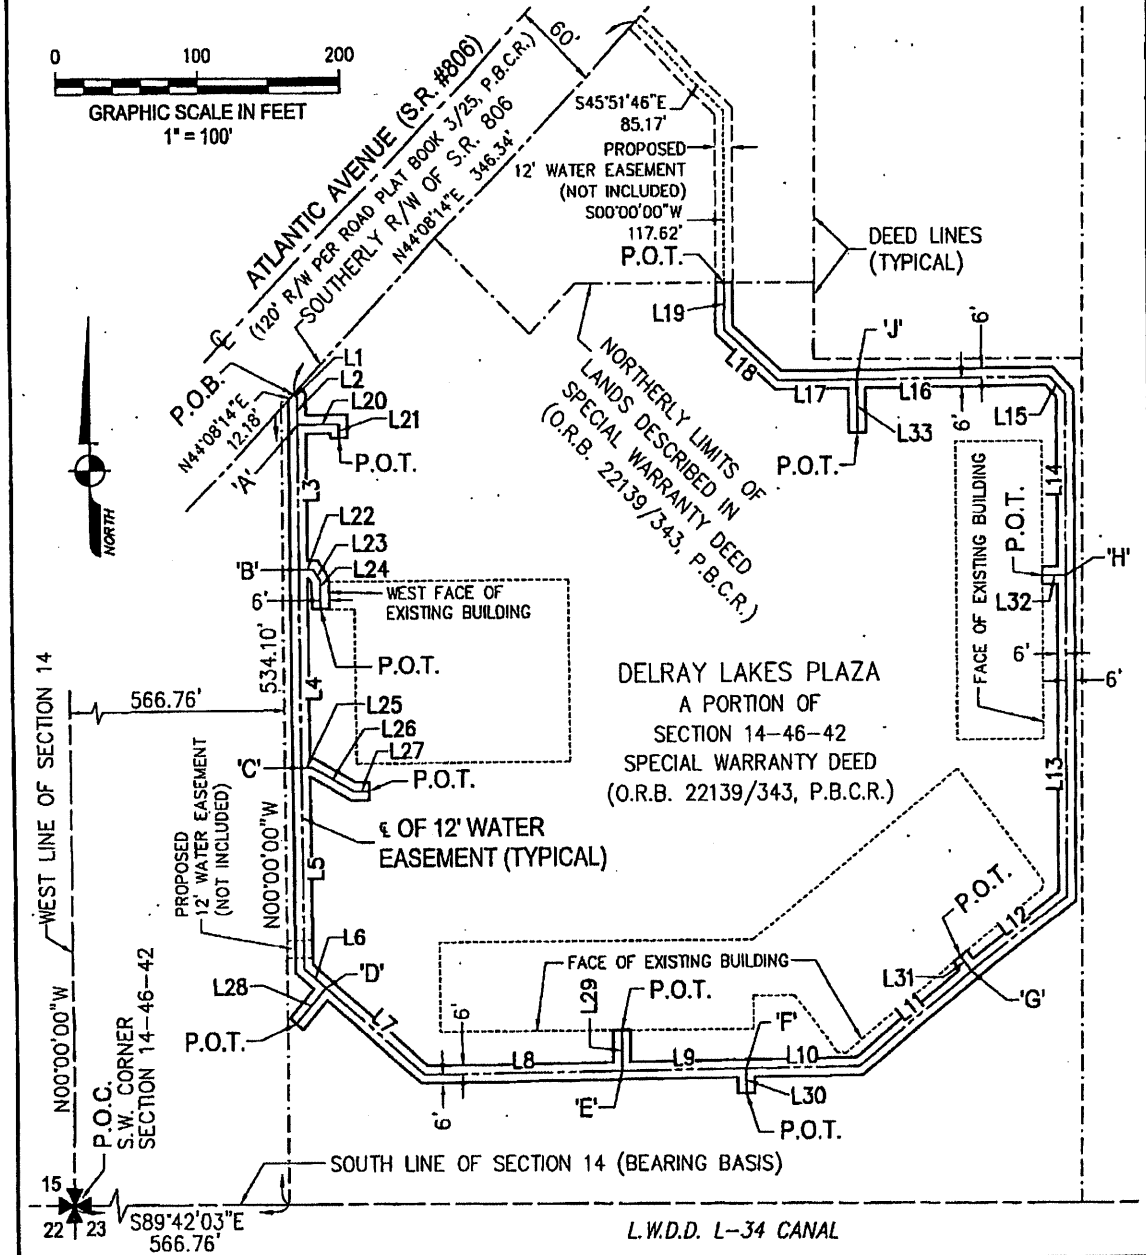 0 100 200
GRAPHIC SCALE IN FEET
1" = 100'
ATLANTIC AVENUE (S.R. #806)
(120' R/W PER ROAD PLAT BOOK 3/25, P.B.C.R.)
SOUTHERLY R/W OF S.R. 806
N44°08'14"E 346.34'
60'
S45°51'46"E
85.17'
PROPOSED
12' WATER EASEMENT
(NOT INCLUDED)
S00°00'00"W
117.62'
P.O.T.
DEED LINES
(TYPICAL)
L19
L18
L17
'J'
L16
6'
6'
L15
L33
P.O.T.
L1
L2
L20
L21
P.O.T.
P.O.B.
N44°08'14"E
12.18'
'A'
NORTH
L3
L22
L23
L24
'B'
6'
WEST FACE OF
EXISTING BUILDING
P.O.T.
NORTHERLY LIMITS OF
LANDS DESCRIBED IN
SPECIAL WARRANTY DEED
(O.R.B. 22139/343, P.B.C.R.)
L14
P.O.T.
'H'
L32
FACE OF EXISTING BUILDING
6'
6'
L13
534.10'
566.76'
WEST LINE OF SECTION 14
L4
L25
L26
L27
'C'
P.O.T.
DELRAY LAKES PLAZA
A PORTION OF
SECTION 14-46-42
SPECIAL WARRANTY DEED
(O.R.B. 22139/343, P.B.C.R.)
℄ OF 12' WATER
EASEMENT (TYPICAL)
PROPOSED
12' WATER EASEMENT
(NOT INCLUDED)
N00°00'00"W
L5
L6
'D'
L28
P.O.T.
L7
FACE OF EXISTING BUILDING
L29
P.O.T.
6'
6'
L8
L9
L10
'E'
'F'
L30
P.O.T.
L11
L31
L12
P.O.T.
'G'
N00°00'00"W
P.O.C.
S.W. CORNER
SECTION 14-46-42
SOUTH LINE OF SECTION 14 (BEARING BASIS)
15
22 23
S89°42'03"E
566.76'
L.W.D.D. L-34 CANAL